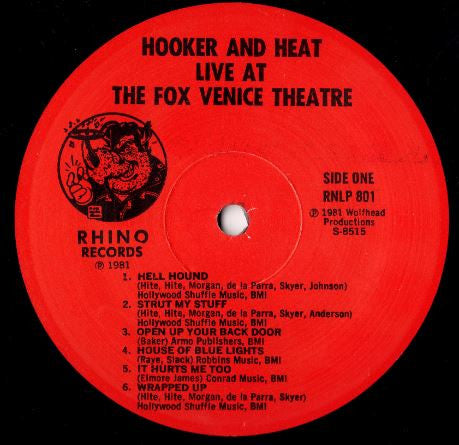 HOOKER AND HEAT
LIVE AT
THE FOX VENICE THEATRE
SIDE ONE
RNLP 801
℗ 1981 Wolfhead
Productions
S-8515
RHINO
RECORDS
℗ 1981
1. HELL HOUND
(Hite, Hite, Morgan, de la Parra, Skyer, Johnson)
Hollywood Shuffle Music, BMI
2. STRUT MY STUFF
(Hite, Hite, Morgan, de la Parra, Skyer, Anderson)
Hollywood Shuffle Music, BMI
3. OPEN UP YOUR BACK DOOR
(Baker) Armo Publishers, BMI
4. HOUSE OF BLUE LIGHTS
(Raye, Slack) Robbins Music, BMI
5. IT HURTS ME TOO
(Elmore James) Conrad Music, BMI
6. WRAPPED UP
(Hite, Hite, Morgan, de la Parra, Skyer)
Hollywood Shuffle Music, BMI